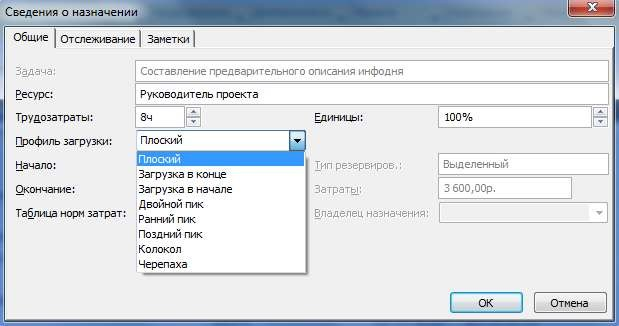 Сведения о назначении
Общие Отслеживание Заметки
Задача: Составление предварительного описания инфодня
Ресурс: Руководитель проекта
Трудозатраты: 8ч Единицы: 100%
Профиль загрузки: Плоский
Плоский
Начало: Загрузка в конце Тип резервиров.: Выделенный
Окончание: Загрузка в начале Затраты: 3 600,00р.
Двойной пик
Таблица норм затрат: Ранний пик Владелец назначения:
Поздний пик
Колокол
Черепаха
ОК Отмена